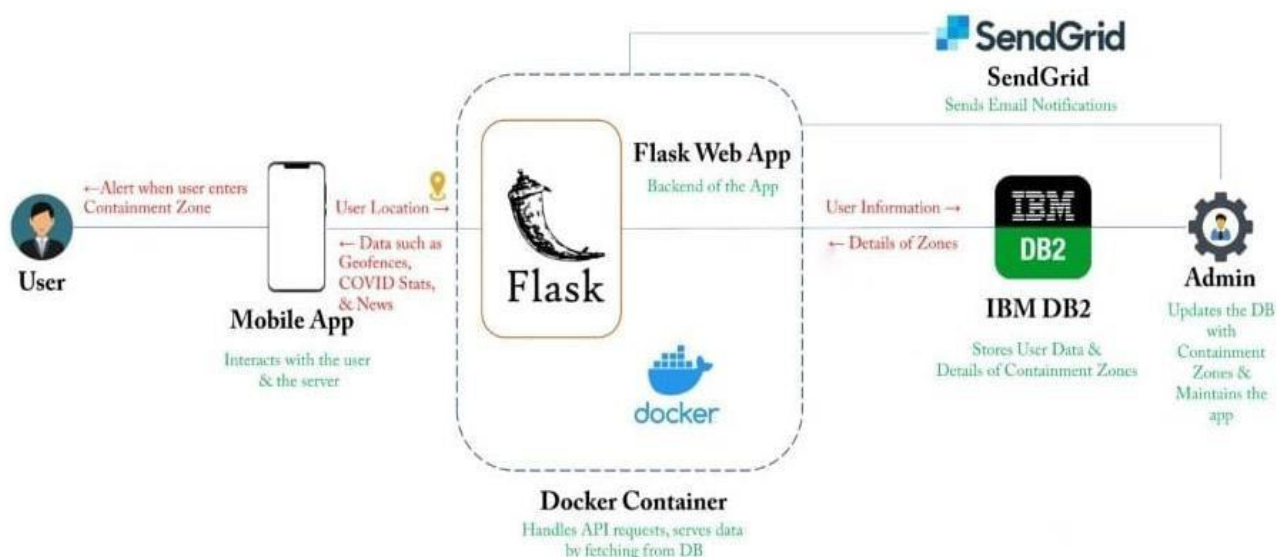 SendGrid
SendGrid
Sends Email Notifications
Flask Web App
Backend of the App
←Alert when user enters
Containment Zone
User Location →
← Data such as
Geofences,
COVID Stats,
& News
Flask
User Information →
← Details of Zones
IBM
DB2
User
Mobile App
Interacts with the user
& the server
docker
IBM DB2
Stores User Data &
Details of Containment Zones
Admin
Updates the DB
with
Containment
Zones &
Maintains the
app
Docker Container
Handles API requests, serves data
by fetching from DB